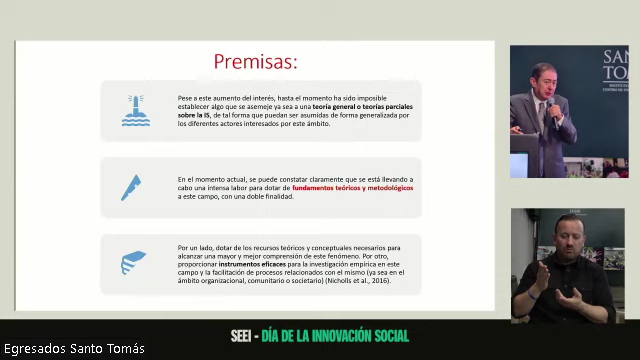 Premisas:
Pese a este aumento del interés, hasta el momento ha sido imposible
establecer algo que se asemeje ya sea a una teoría general o teorías parciales
sobre la IS, de tal forma que puedan ser asumidas de forma generalizada por
los diferentes actores interesados por este ámbito.
En el momento actual, se puede constatar claramente que se está llevando a
cabo una intensa labor para dotar de fundamentos teóricos y metodológicos
a este campo, con una doble finalidad.
Por un lado, dotar de los recursos teóricos y conceptuales necesarios para
alcanzar una mayor y mejor comprensión de este fenómeno. Por otro,
proporcionar instrumentos eficaces para la investigación empírica en este
campo y la facilitación de procesos relacionados con el mismo (ya sea en el
ámbito organizacional, comunitario o societario) (Nicholls et al., 2016).
SAN
TO
SEEI - DÍA DE LA INNOVACIÓN SOCIAL
Egresados Santo Tomás